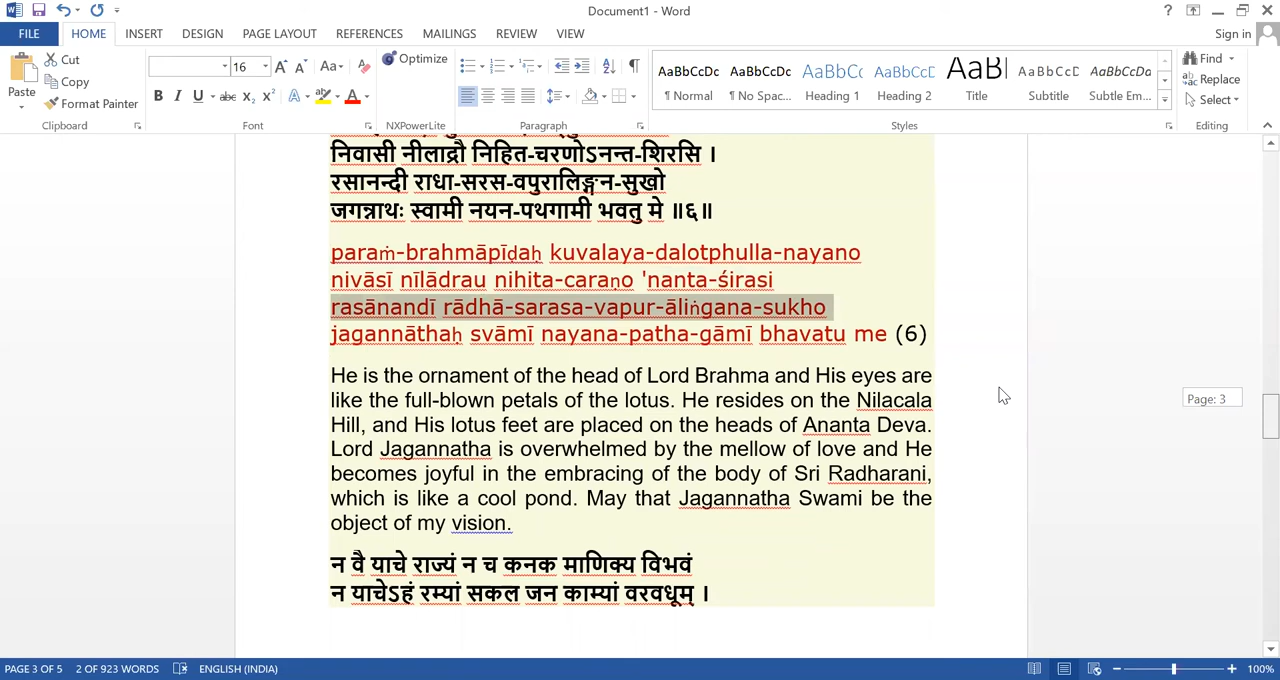 Document1 - Word
? 
FILE HOME INSERT DESIGN PAGE LAYOUT REFERENCES MAILINGS REVIEW VIEW Sign in
Paste Cut Copy Format Painter Clipboard
16 Aa B I U abc X2 X2 A A Font
Optimize NXPowerLite
Paragraph
AaBbCcDc ¶ Normal AaBbCcDc ¶ No Spac... AaBbCc Heading 1 AaBbCcDc Heading 2 AaBl Title AaBbCcD Subtitle AaBbCcDa Subtle Em... Styles
Find Replace Select Editing
निवासी नीलाद्रौ निहित-चरणोऽनन्त-शिरसि ।
रसानन्दी राधा-सरस-वपुरालिङ्गन-सुखो
जगन्नाथः स्वामी नयन-पथगामी भवतु मे ॥६॥
paraṁ-brahmāpīḍaḥ kuvalaya-dalotphulla-nayano
nivāsī nīlādrau nihita-caraṇo 'nanta-śirasi
rasānandī rādhā-sarasa-vapur-āliṅgana-sukho
jagannāthaḥ svāmī nayana-patha-gāmī bhavatu me (6)
He is the ornament of the head of Lord Brahma and His eyes are
like the full-blown petals of the lotus. He resides on the Nilacala
Hill, and His lotus feet are placed on the heads of Ananta Deva.
Lord Jagannatha is overwhelmed by the mellow of love and He
becomes joyful in the embracing of the body of Sri Radharani,
which is like a cool pond. May that Jagannatha Swami be the
object of my vision.
न वै याचे राज्यं न च कनक माणिक्य विभवं
न याचेऽहं रम्यां सकल जन काम्यां वरवधूम् ।
Page: 3
PAGE 3 OF 5 2 OF 923 WORDS ENGLISH (INDIA) 100%